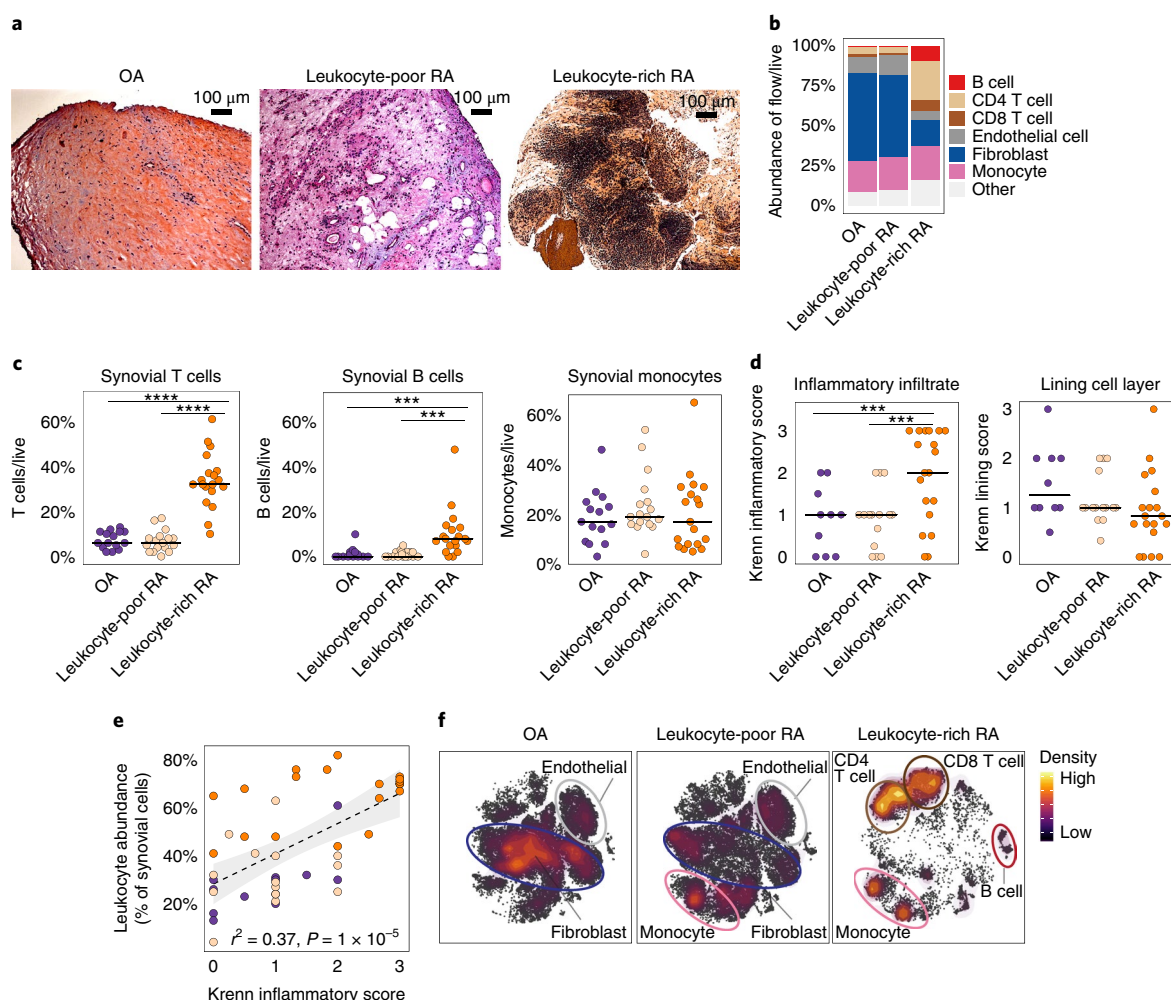 a
OA
Leukocyte-poor RA
Leukocyte-rich RA
100 μm
100 μm
100 μm
b
Abundance of flow/live
100%
75%
50%
25%
0%
OA
Leukocyte-poor RA
Leukocyte-rich RA
B cell
CD4 T cell
CD8 T cell
Endothelial cell
Fibroblast
Monocyte
Other
c
Synovial T cells
T cells/live
60%
40%
20%
0%
****
****
OA
Leukocyte-poor RA
Leukocyte-rich RA
Synovial B cells
B cells/live
60%
40%
20%
0%
***
***
OA
Leukocyte-poor RA
Leukocyte-rich RA
Synovial monocytes
Monocytes/live
60%
40%
20%
0%
OA
Leukocyte-poor RA
Leukocyte-rich RA
d
Inflammatory infiltrate
Krenn inflammatory score
3
2
1
0
***
***
OA
Leukocyte-poor RA
Leukocyte-rich RA
Lining cell layer
Krenn lining score
3
2
1
0
OA
Leukocyte-poor RA
Leukocyte-rich RA
e
Leukocyte abundance
(% of synovial cells)
80%
60%
40%
20%
r² = 0.37, P = 1 × 10⁻⁵
0 1 2 3
Krenn inflammatory score
f
OA
Endothelial
Fibroblast
Leukocyte-poor RA
Endothelial
Monocyte
Fibroblast
Leukocyte-rich RA
CD4
T cell
CD8 T cell
B cell
Monocyte
Density
High
Low